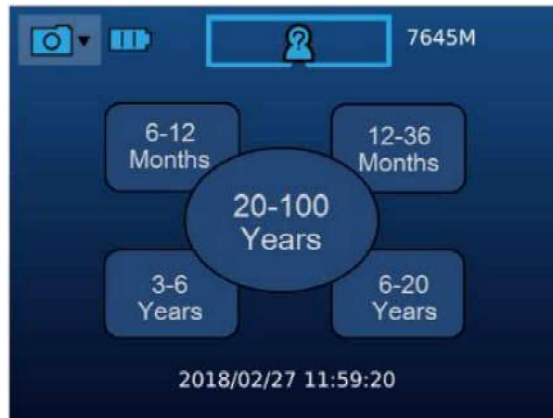 7645M
6-12
Months
12-36
Months
20-100
Years
3-6
Years
6-20
Years
2018/02/27 11:59:20